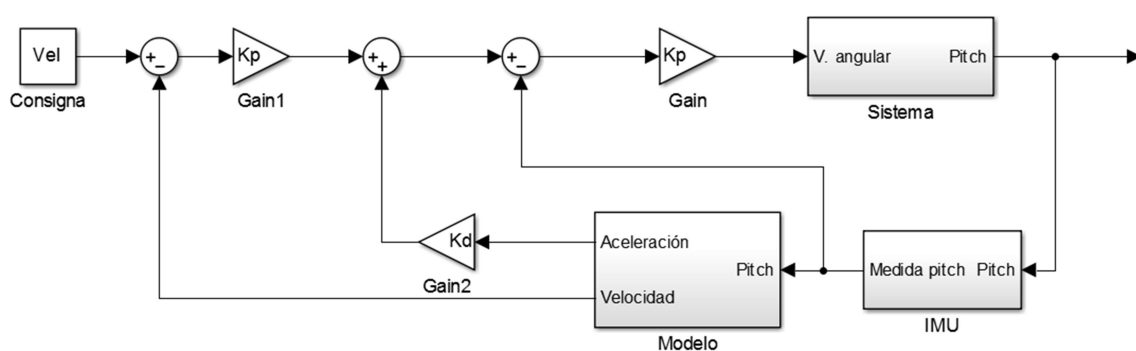 Vel
Consigna
+
−
Kp
Gain1
+
+
+
−
Kp
Gain
V. angular
Pitch
Sistema
Kd
Gain2
Aceleración
Velocidad
Pitch
Modelo
Medida pitch
Pitch
IMU